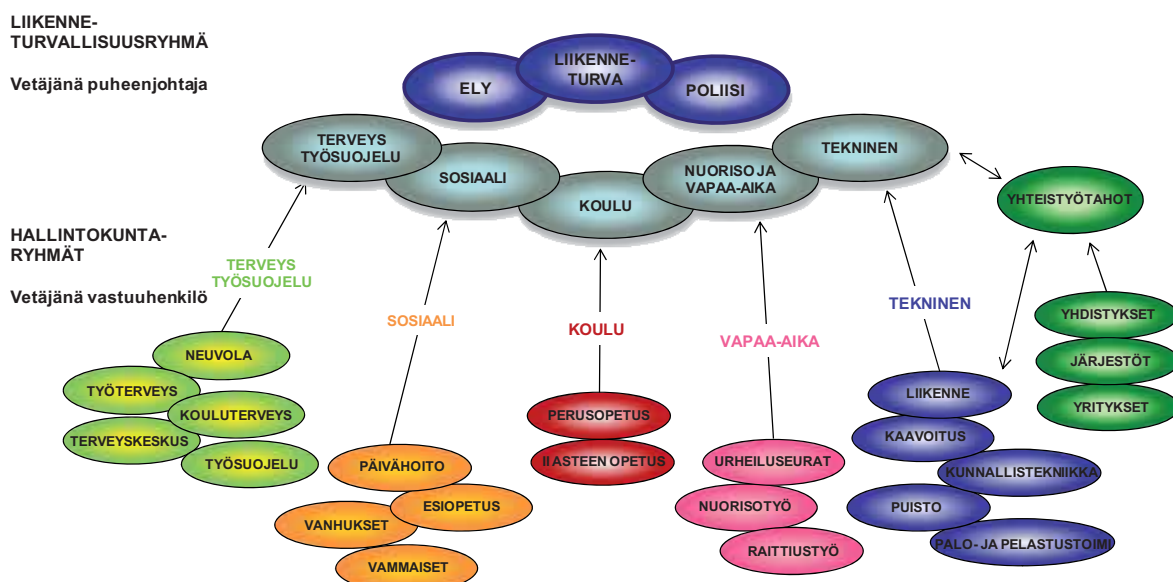 LIIKENNE-
TURVALLISUUSRYHMÄ
Vetäjänä puheenjohtaja
ELY
LIIKENNE-
TURVA
POLIISI
TERVEYS
TYÖSUOJELU
SOSIAALI
KOULU
NUORISO JA
VAPAA-AIKA
TEKNINEN
YHTEISTYÖTAHOT
HALLINTOKUNTA-
RYHMÄT
Vetäjänä vastuuhenkilö
TERVEYS
TYÖSUOJELU
SOSIAALI
KOULU
VAPAA-AIKA
TEKNINEN
NEUVOLA
TYÖTERVEYS
KOULUTERVEYS
TERVEYSKESKUS
TYÖSUOJELU
PÄIVÄHOITO
ESIOPETUS
VANHUKSET
VAMMAISET
PERUSOPETUS
II ASTEEN OPETUS
URHEILUSEURAT
NUORISOTYÖ
RAITTIUSTYÖ
LIIKENNE
KAAVOITUS
KUNNALLISTEKNIIKKA
PUISTO
PALO- JA PELASTUSTOIMI
YHDISTYKSET
JÄRJESTÖT
YRITYKSET